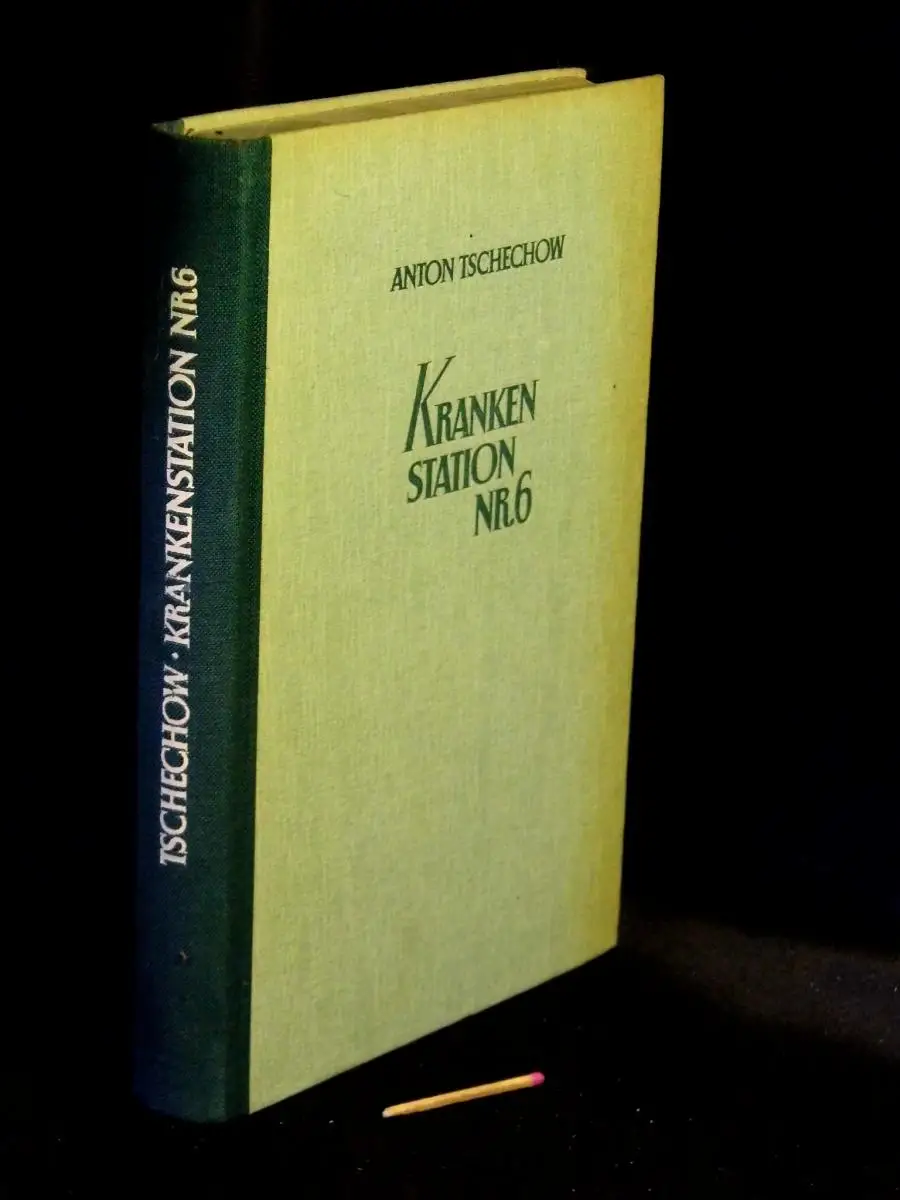 TSCHECHOW · KRANKENSTATION NR.6
ANTON TSCHECHOW
KRANKEN
STATION
NR.6